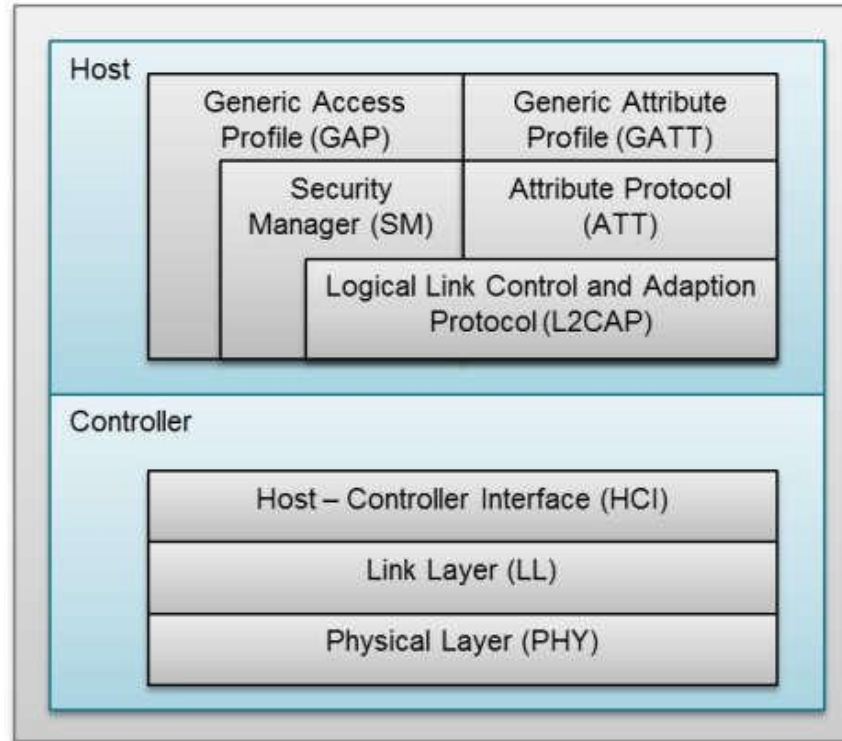 Host
Generic Access
Profile (GAP)
Generic Attribute
Profile (GATT)
Security
Manager (SM)
Attribute Protocol
(ATT)
Logical Link Control and Adaption
Protocol (L2CAP)
Controller
Host – Controller Interface (HCI)
Link Layer (LL)
Physical Layer (PHY)